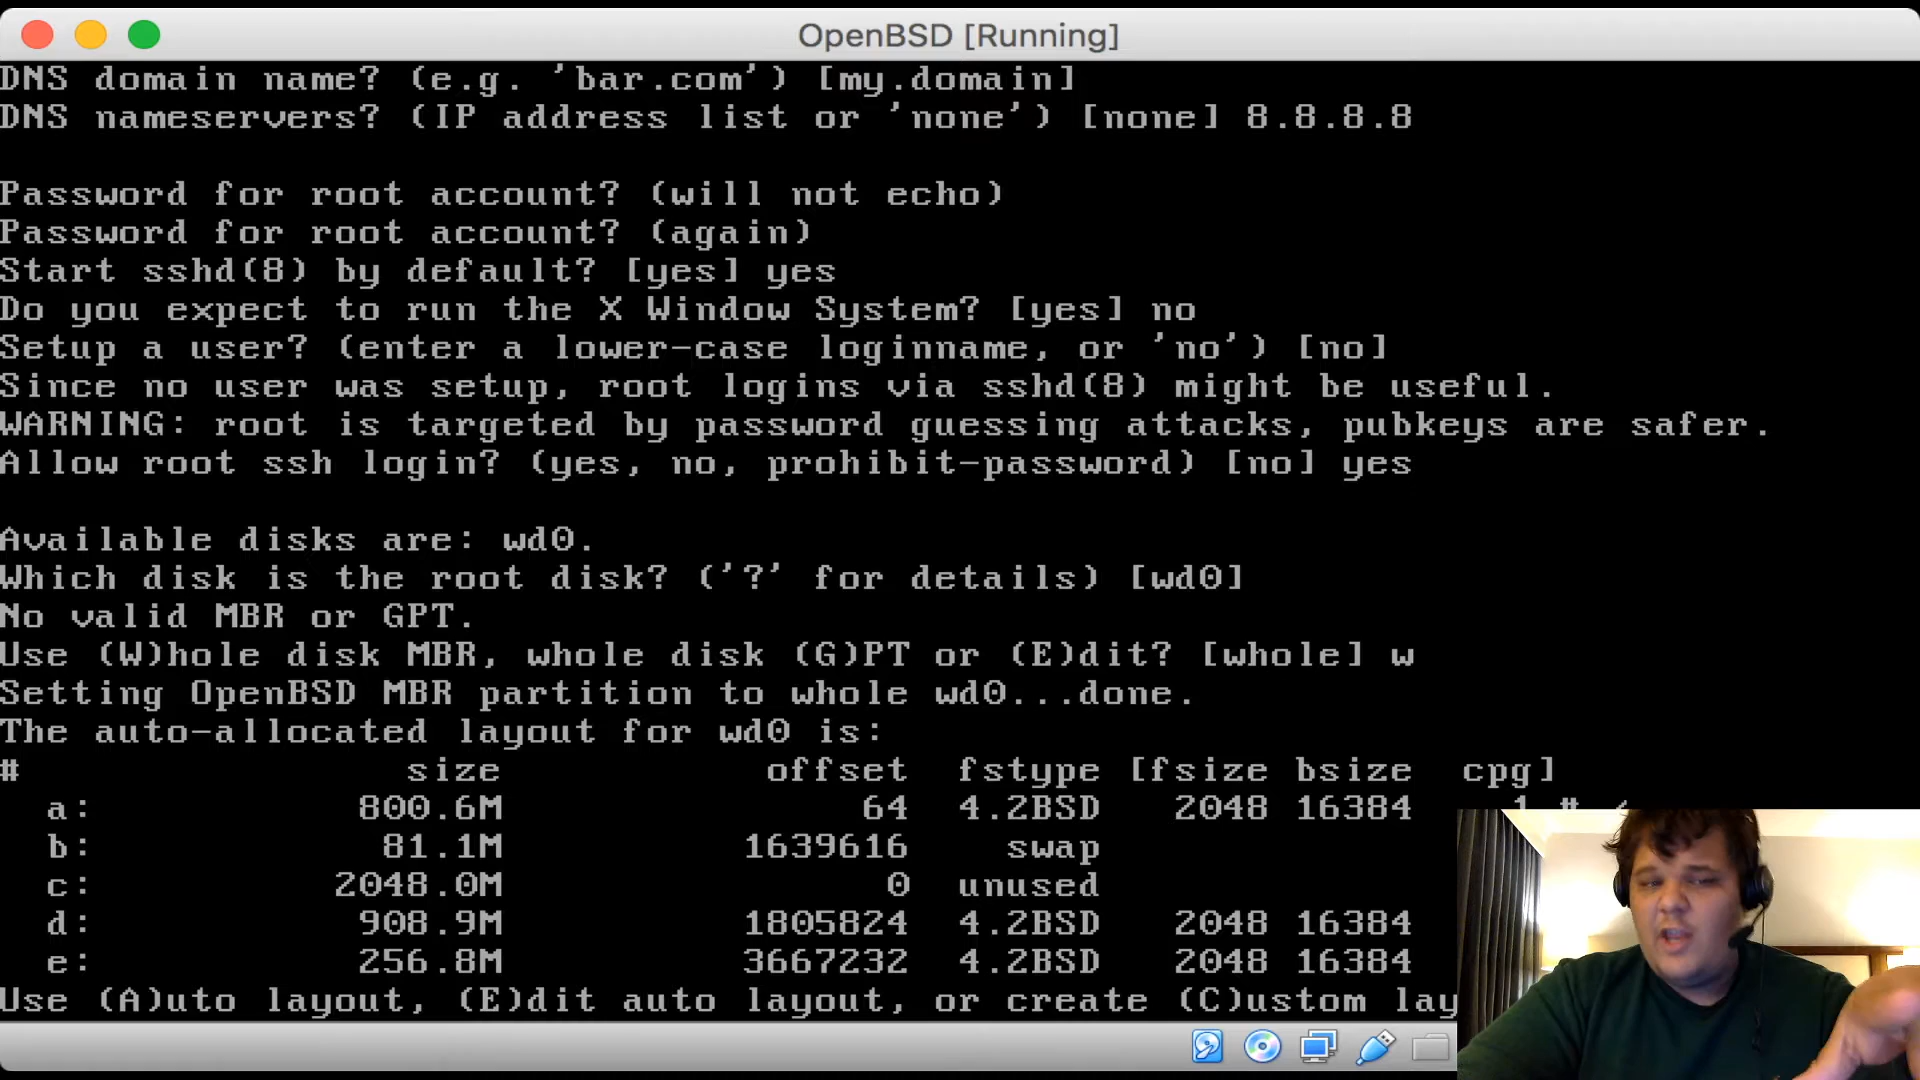 OpenBSD [Running]
DNS domain name? (e.g. 'bar.com') [my.domain]
DNS nameservers? (IP address list or 'none') [none] 8.8.8.8
Password for root account? (will not echo)
Password for root account? (again)
Start sshd(8) by default? [yes] yes
Do you expect to run the X Window System? [yes] no
Setup a user? (enter a lower-case loginname, or 'no') [no]
Since no user was setup, root logins via sshd(8) might be useful.
WARNING: root is targeted by password guessing attacks, pubkeys are safer.
Allow root ssh login? (yes, no, prohibit-password) [no] yes
Available disks are: wd0.
Which disk is the root disk? ('?' for details) [wd0]
No valid MBR or GPT.
Use (W)hole disk MBR, whole disk (G)PT or (E)dit? [whole] w
Setting OpenBSD MBR partition to whole wd0...done.
The auto-allocated layout for wd0 is:
# size offset fstype [fsize bsize cpg]
a: 800.6M 64 4.2BSD 2048 16384 1 #
b: 81.1M 1639616 swap
c: 2048.0M 0 unused
d: 908.9M 1805824 4.2BSD 2048 16384
e: 256.8M 3667232 4.2BSD 2048 16384
Use (A)uto layout, (E)dit auto layout, or create (C)ustom lay